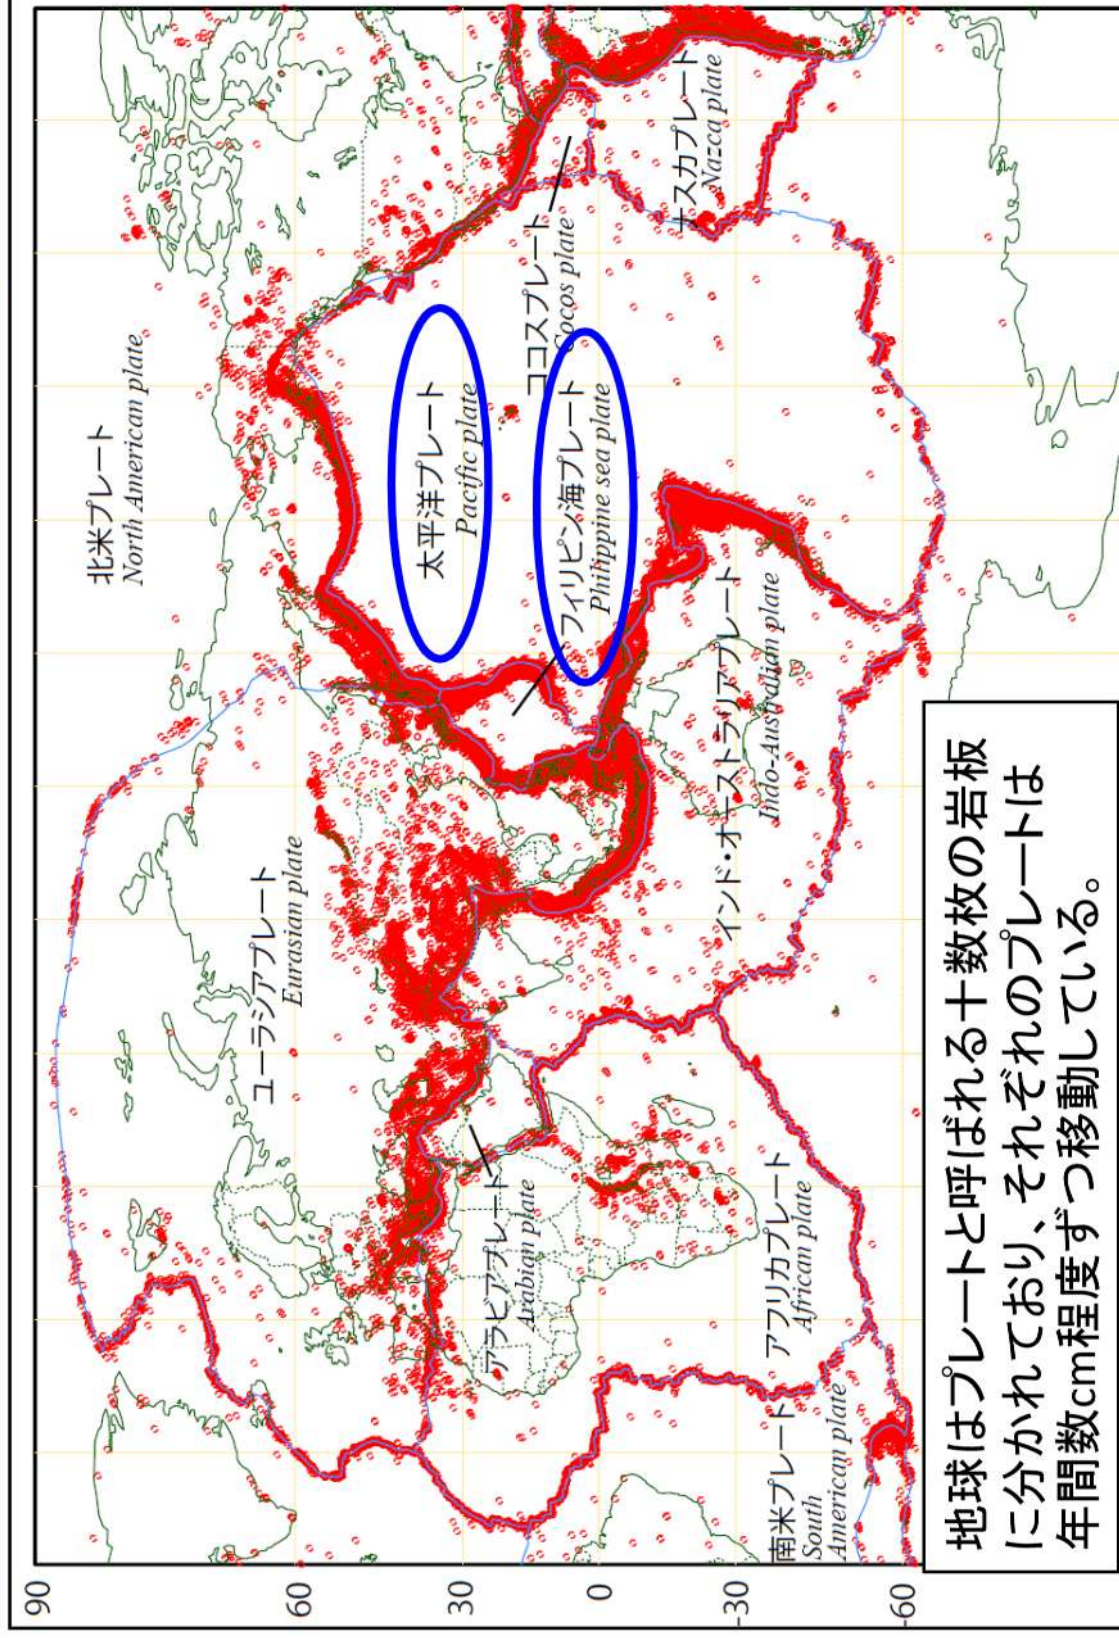 北米プレート
North American plate
ユーラシアプレート
Eurasian plate
太平洋プレート
Pacific plate
ココスプレート
Cocos plate
フィリピン海プレート
Philippine sea plate
ナスカプレート
Nazca plate
アラビアプレート
Arabian plate
インド・オーストラリアプレート
Indo-Australian plate
アフリカプレート
African plate
南米プレート
South
American plate
90
60
30
0
-30
-60
地球はプレートと呼ばれる十数枚の岩板
に分かれており、それぞれのプレートは
年間数cm程度ずつ移動している。